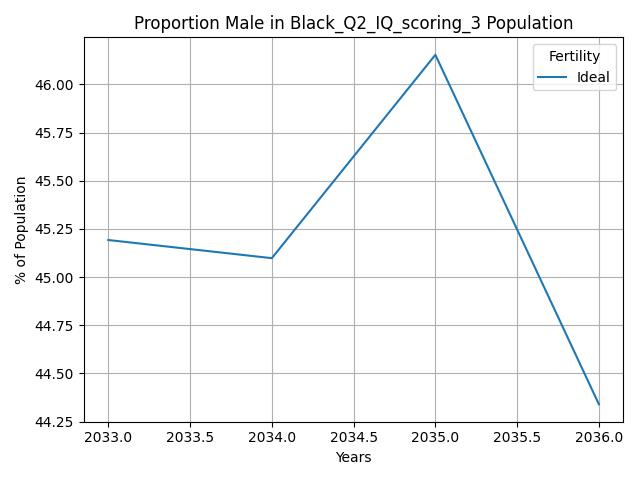 Proportion Male in Black_Q2_IQ_scoring_3 Population
Fertility
Ideal
46.00
45.75
45.50
45.25
45.00
44.75
44.50
44.25
% of Population
2033.0 2033.5 2034.0 2034.5 2035.0 2035.5 2036.0
Years